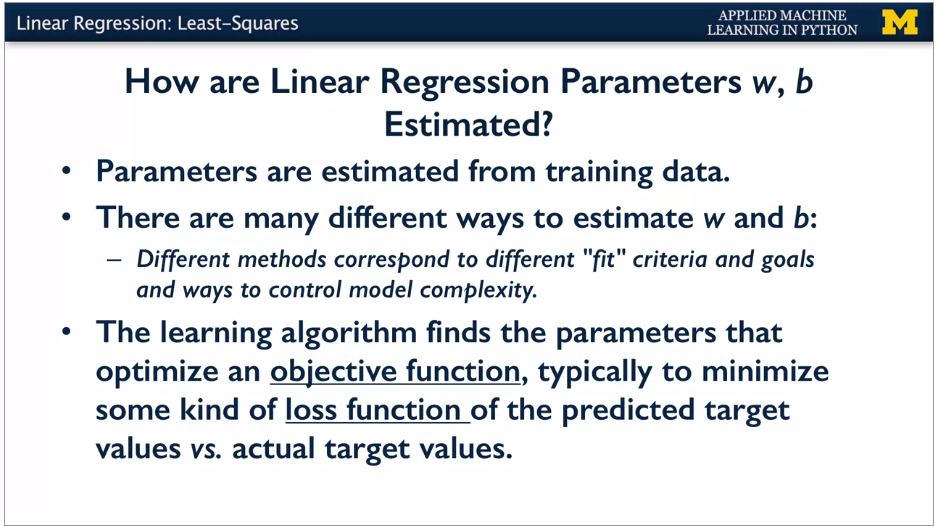 Linear Regression: Least-Squares
APPLIED MACHINE
LEARNING IN PYTHON
M
How are Linear Regression Parameters w, b
Estimated?
• Parameters are estimated from training data.
• There are many different ways to estimate w and b:
– Different methods correspond to different "fit" criteria and goals
and ways to control model complexity.
• The learning algorithm finds the parameters that
optimize an objective function, typically to minimize
some kind of loss function of the predicted target
values vs. actual target values.